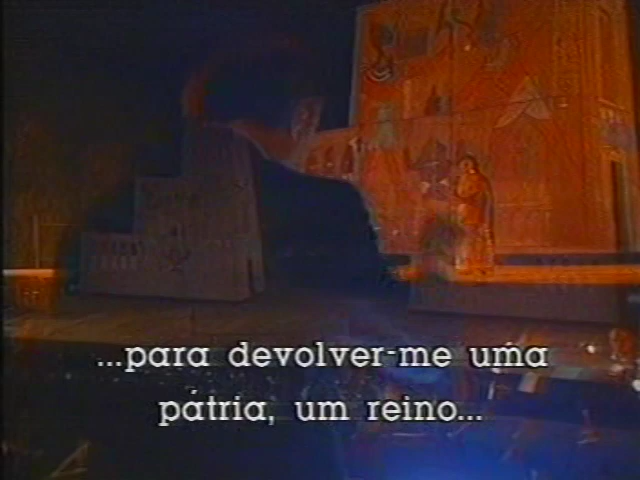 ...para devolver-me uma
pátria, um reino...